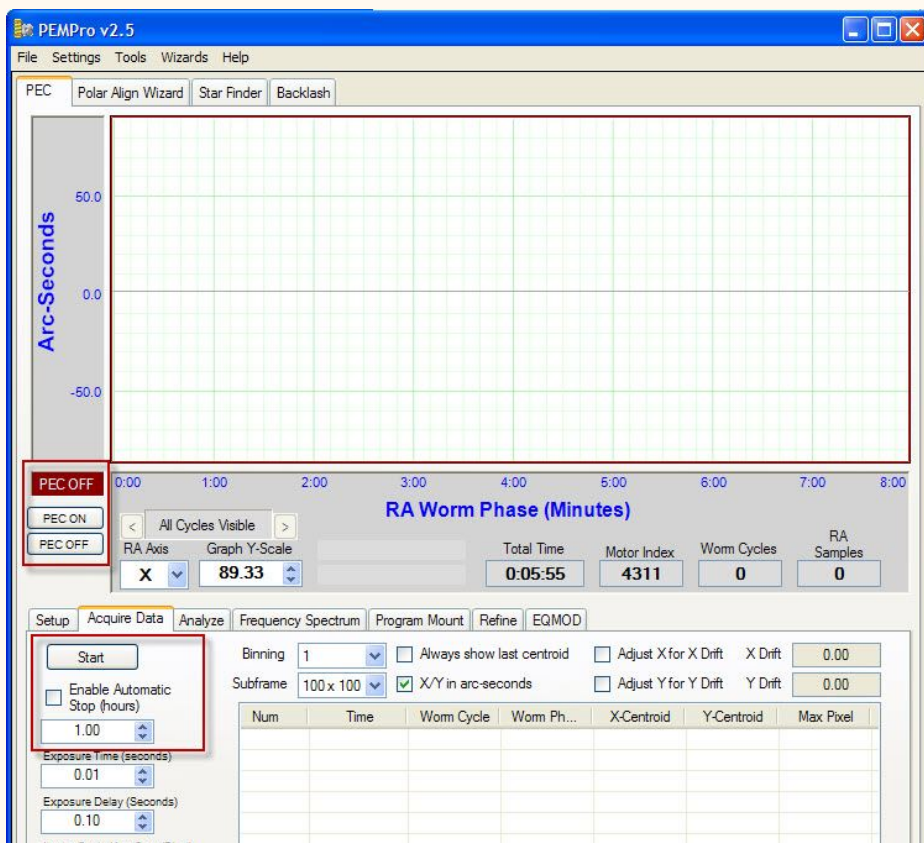 PEMPro v2.5
File Settings Tools Wizards Help
PEC Polar Align Wizard Star Finder Backlash
Arc-Seconds
50.0
0.0
-50.0
PEC OFF
PEC ON
PEC OFF
0:00 1:00 2:00 3:00 4:00 5:00 6:00 7:00 8:00
RA Worm Phase (Minutes)
< All Cycles Visible >
RA Axis Graph Y-Scale Total Time Motor Index Worm Cycles RA Samples
X 89.33 0:05:55 4311 0 0
Setup Acquire Data Analyze Frequency Spectrum Program Mount Refine EQMOD
Start
Enable Automatic
Stop (hours)
1.00
Exposure Time (seconds)
0.01
Exposure Delay (Seconds)
0.10
Binning 1 Always show last centroid Adjust X for X Drift X Drift 0.00
Subframe 100 x 100 X/Y in arc-seconds Adjust Y for Y Drift Y Drift 0.00
Num Time Worm Cycle Worm Ph... X-Centroid Y-Centroid Max Pixel